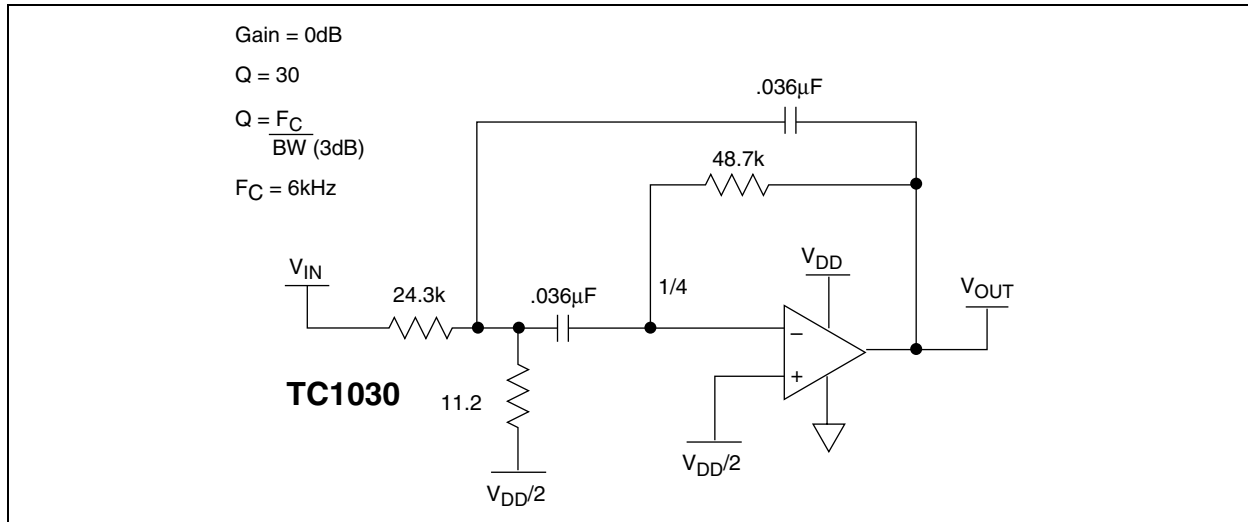 Gain = 0dB
Q = 30
Q = FC
BW (3dB)
FC = 6kHz
.036µF
48.7k
VIN
24.3k
.036µF
1/4
VDD
VOUT
−
+
TC1030
11.2
VDD/2
VDD/2